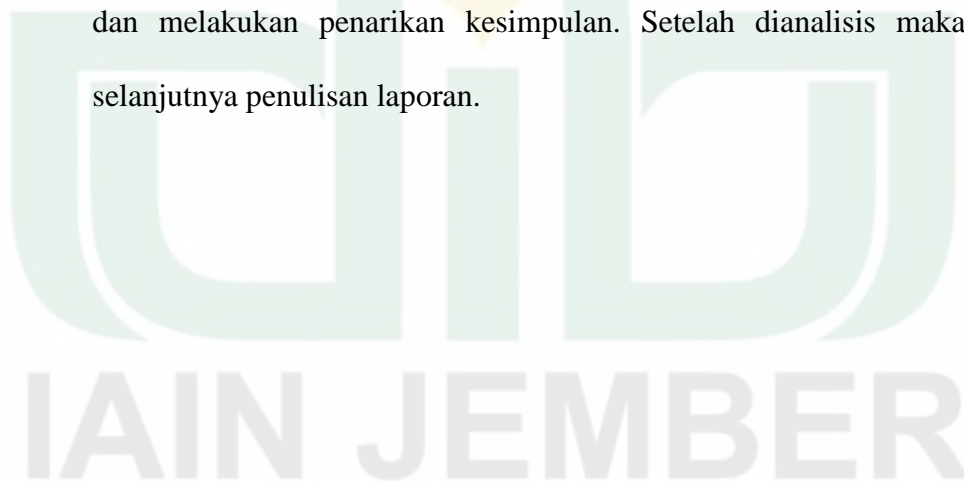 dan melakukan penarikan kesimpulan. Setelah dianalisis maka
selanjutnya penulisan laporan.
IAIN JEMBER